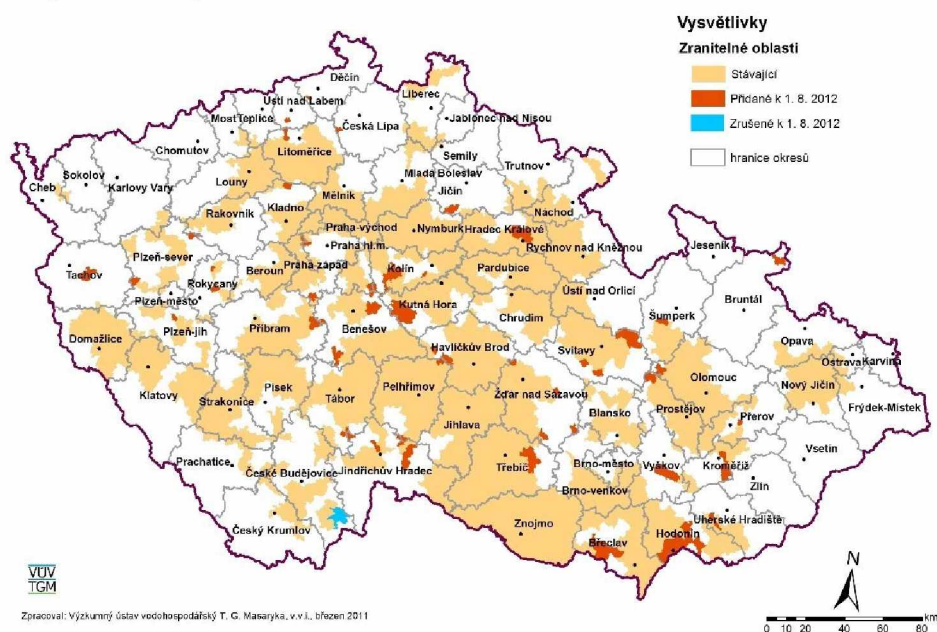 Vysvětlivky
Zranitelné oblasti
Stávající
Přidané k 1. 8. 2012
Zrušené k 1. 8. 2012
hranice okresů
Děčín
Liberec
Ústí nad Labem
Most
Teplice
Česká Lípa
Jablonec nad Nisou
Chomutov
Litoměřice
Semily
Trutnov
Sokolov
Karlovy Vary
Cheb
Louny
Mladá Boleslav
Jičín
Mělník
Kladno
Rakovník
Náchod
Praha-východ
Nymburk
Hradec Králové
Praha hl.m.
Rychnov nad Kněžnou
Jeseník
Plzeň-sever
Tachov
Beroun
Praha-západ
Kolín
Pardubice
Rokycany
Plzeň-město
Kutná Hora
Ústí nad Orlicí
Bruntál
Šumperk
Plzeň-jih
Příbram
Benešov
Chrudim
Domažlice
Havlíčkův Brod
Svitavy
Opava
Ostrava
Karviná
Klatovy
Písek
Pelhřimov
Olomouc
Nový Jičín
Strakonice
Tábor
Žďár nad Sázavou
Frýdek-Místek
Jihlava
Blansko
Prostějov
Přerov
Prachatice
České Budějovice
Jindřichův Hradec
Třebíč
Brno-město
Vyškov
Kroměříž
Vsetín
Brno-venkov
Zlín
Český Krumlov
Znojmo
Uherské Hradiště
Břeclav
Hodonín
VÚV
TGM
N
Zpracoval: Výzkumný ústav vodohospodářský T. G. Masaryka, v.v.i., březen 2011
km
0 10 20 40 60 80